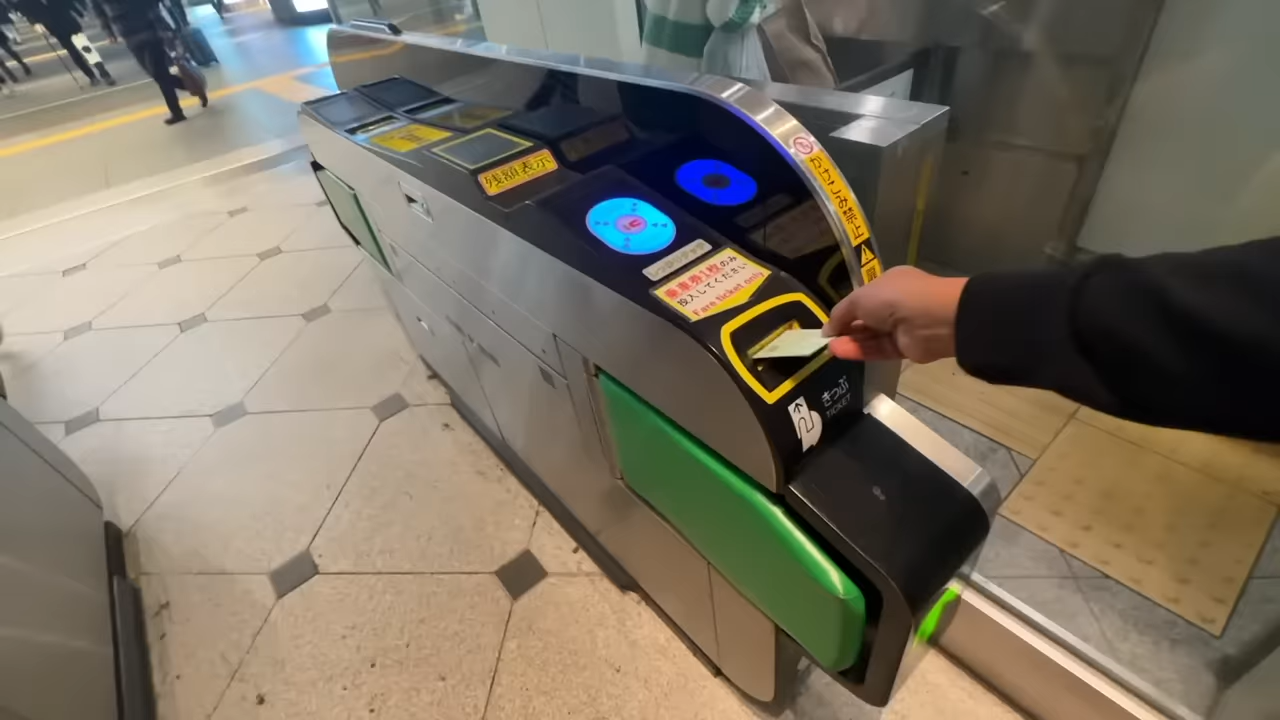 残額表示
かけこみ禁止
IC
乗車券1枚のみ
投入してください
Fare ticket only
きっぷ
TICKET